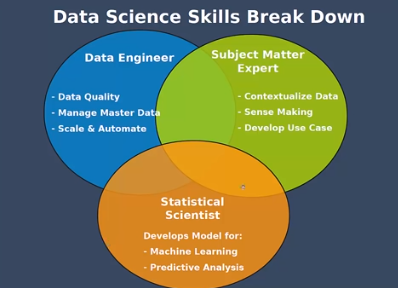 Data Science Skills Break Down
Data Engineer
- Data Quality
- Manage Master Data
- Scale & Automate
Subject Matter
Expert
- Contextualize Data
- Sense Making
- Develop Use Case
Statistical
Scientist
Develops Model for:
- Machine Learning
- Predictive Analysis